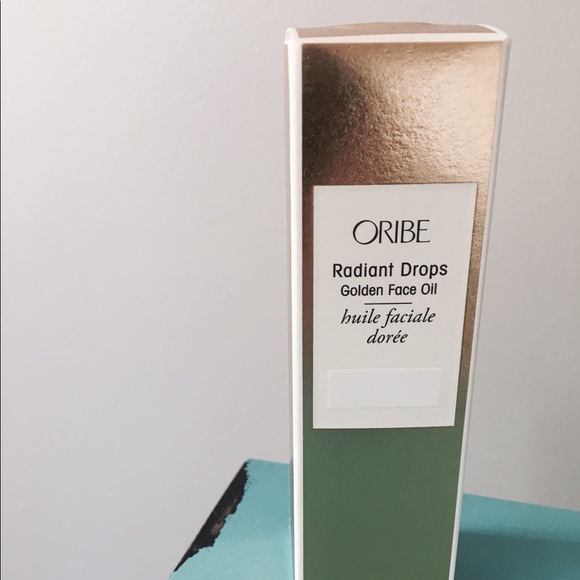 ORIBE
Radiant Drops
Golden Face Oil
huile faciale
dorée